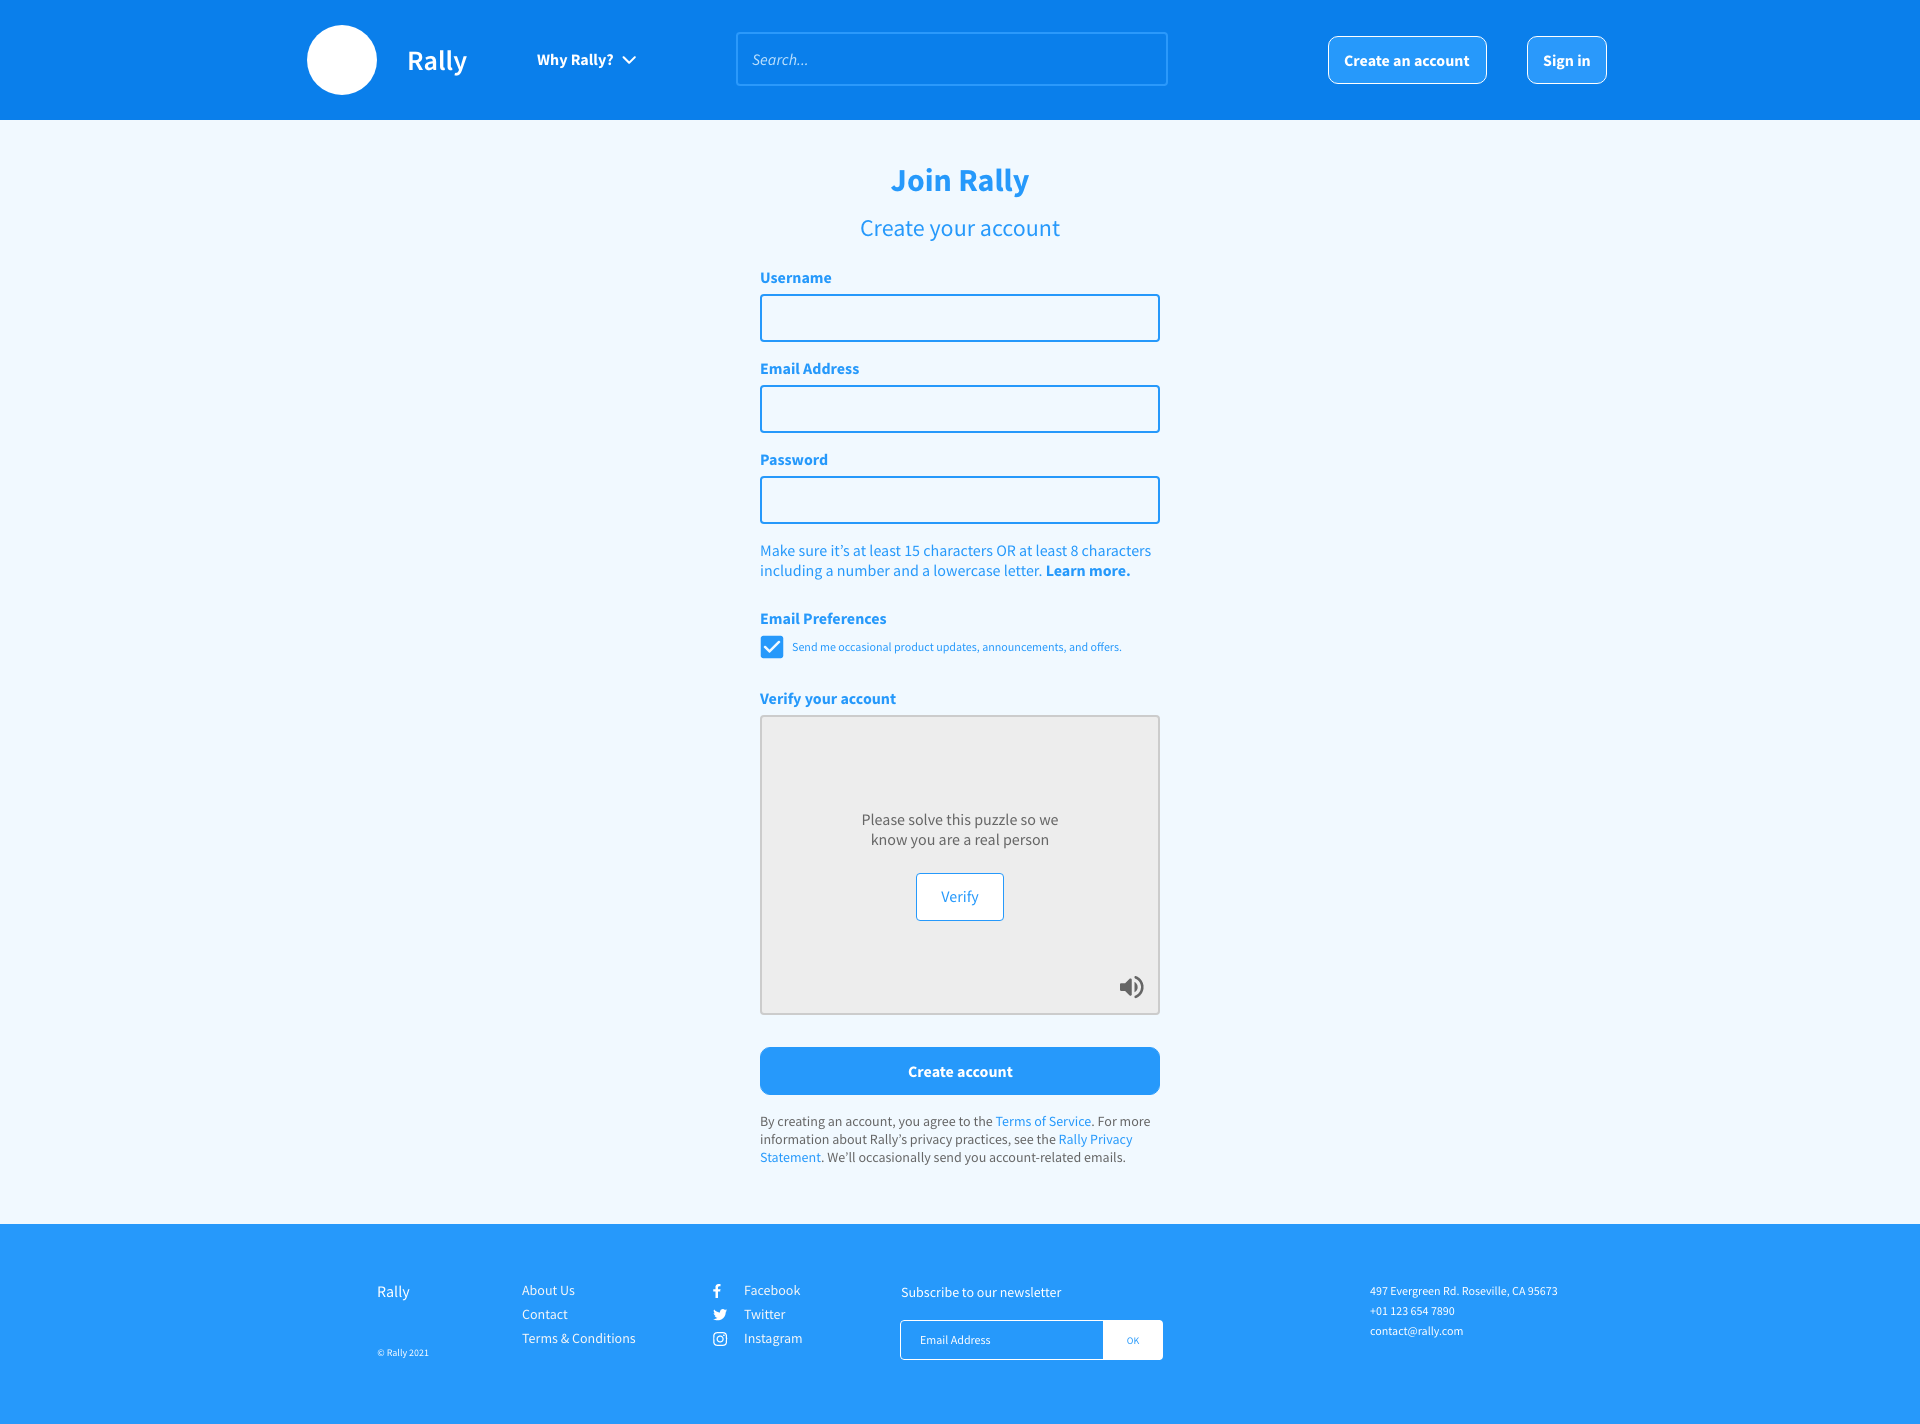 Rally
Why Rally?
Search...
Create an account
Sign in
Join Rally
Create your account
Username
Email Address
Password
Make sure it’s at least 15 characters OR at least 8 characters
including a number and a lowercase letter. Learn more.
Email Preferences
Send me occasional product updates, announcements, and offers.
Verify your account
Please solve this puzzle so we
know you are a real person
Verify
Create account
By creating an account, you agree to the Terms of Service. For more
information about Rally’s privacy practices, see the Rally Privacy
Statement. We’ll occasionally send you account-related emails.
Rally
© Rally 2021
About Us
Contact
Terms & Conditions
Facebook
Twitter
Instagram
Subscribe to our newsletter
Email Address
OK
497 Evergreen Rd. Roseville, CA 95673
+01 123 654 7890
contact@rally.com